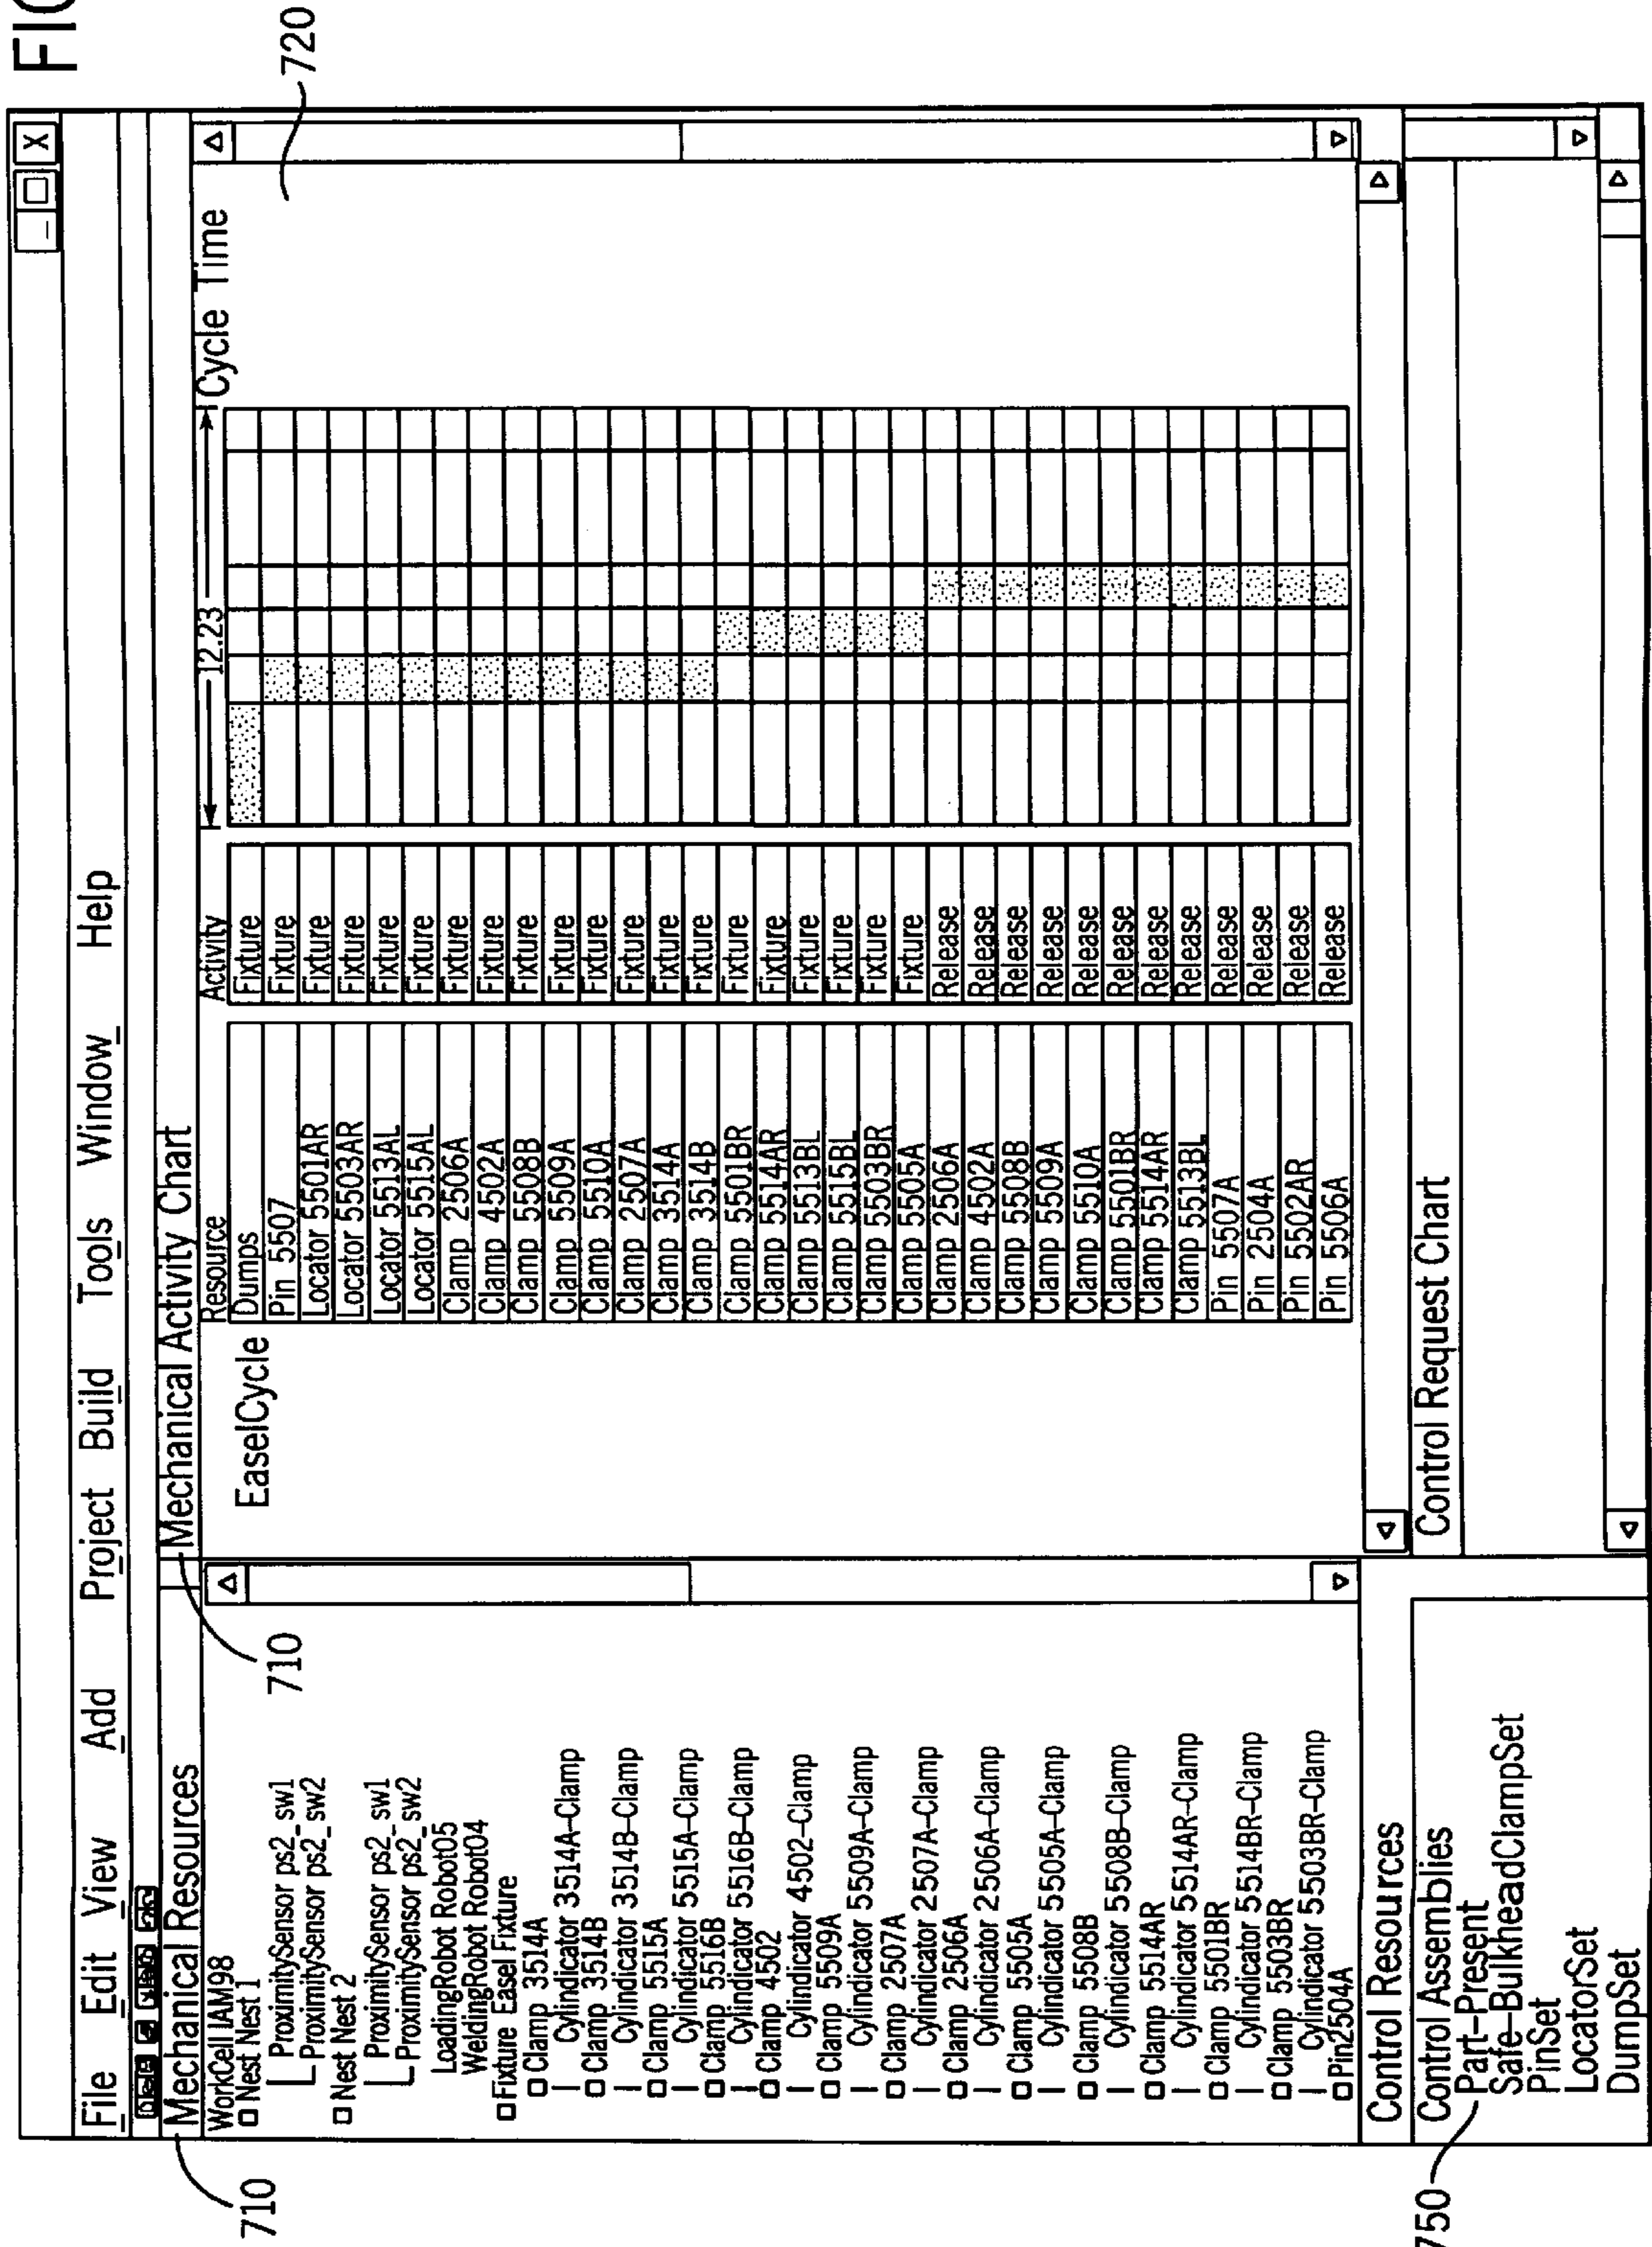 FIG
720
File Edit View Add Project Build Tools Window Help
Mechanical Resources
710
WorkCell IAM98
Nest Nest 1
ProximitySensor ps2_sw1
ProximitySensor ps2_sw2
Nest Nest 2
ProximitySensor ps2_sw1
ProximitySensor ps2_sw2
LoadingRobot Robot05
WeldingRobot Robot04
Fixture Easel Fixture
Clamp 3514A
Cylindicator 3514A-Clamp
Clamp 3514B
Cylindicator 3514B-Clamp
Clamp 5515A
Cylindicator 5515A-Clamp
Clamp 5516B
Cylindicator 5516B-Clamp
Clamp 4502
Cylindicator 4502-Clamp
Clamp 5509A
Cylindicator 5509A-Clamp
Clamp 2507A
Cylindicator 2507A-Clamp
Clamp 2506A
Cylindicator 2506A-Clamp
Clamp 5505A
Cylindicator 5505A-Clamp
Clamp 5508B
Cylindicator 5508B-Clamp
Clamp 5514AR
Cylindicator 5514AR-Clamp
Clamp 5501BR
Cylindicator 5514BR-Clamp
Clamp 5503BR
Cylindicator 5503BR-Clamp
Pin2504A
Mechanical Activity Chart
710
EaselCycle
Resource Activity 12.23 Cycle Time
Dumps Fixture
Pin 5507 Fixture
Locator 5501AR Fixture
Locator 5503AR Fixture
Locator 5513AL Fixture
Locator 5515AL Fixture
Clamp 2506A Fixture
Clamp 4502A Fixture
Clamp 5508B Fixture
Clamp 5509A Fixture
Clamp 5510A Fixture
Clamp 2507A Fixture
Clamp 3514A Fixture
Clamp 3514B Fixture
Clamp 5501BR Fixture
Clamp 5514AR Fixture
Clamp 5513BL Fixture
Clamp 5515BL Fixture
Clamp 5503BR Fixture
Clamp 5505A Fixture
Clamp 2506A Release
Clamp 4502A Release
Clamp 5508B Release
Clamp 5509A Release
Clamp 5510A Release
Clamp 5501BR Release
Clamp 5514AR Release
Clamp 5513BL Release
Pin 5507A Release
Pin 2504A Release
Pin 5502AR Release
Pin 5506A Release
Control Resources
Control Assemblies
750
Part-Present
Safe-BulkheadClampSet
PinSet
LocatorSet
DumpSet
Control Request Chart